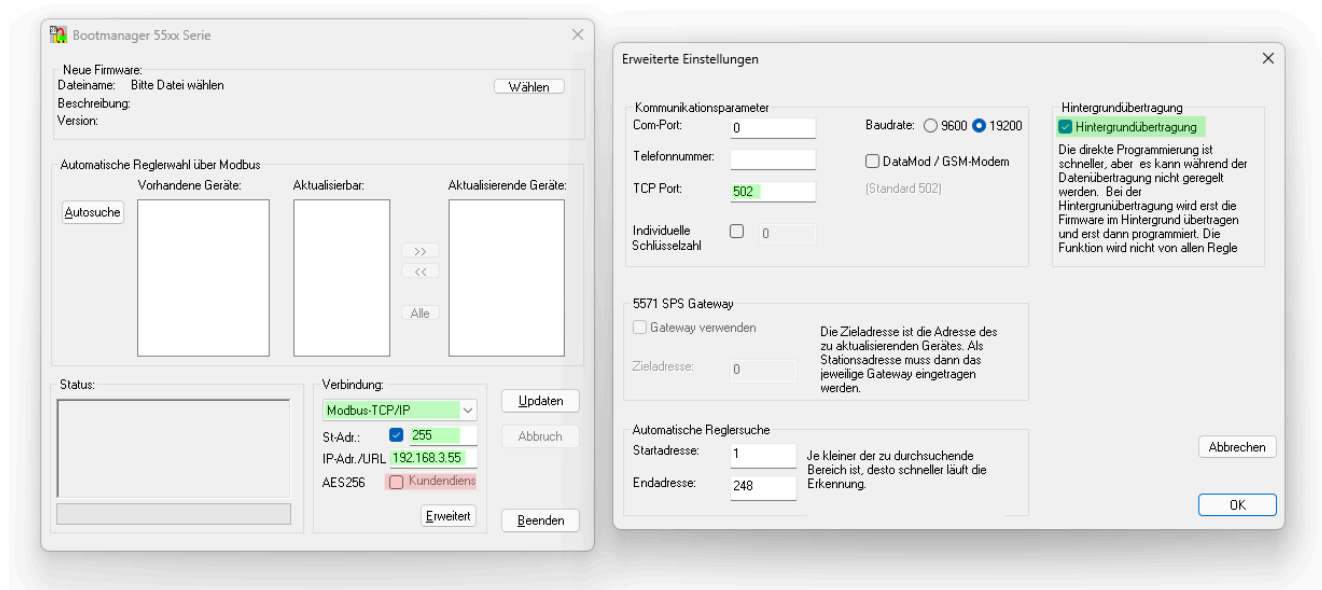 Bootmanager 55xx Serie
Neue Firmware:
Dateiname: Bitte Datei wählen
Wählen
Beschreibung:
Version:
Automatische Reglerwahl über Modbus
Vorhandene Geräte: Aktualisierbar: Aktualisierende Geräte:
Autosuche
>>
<<
Alle
Status:
Verbindung:
Modbus-TCP/IP
St-Adr.: 255
IP-Adr./URL 192.168.3.55
AES256 Kundendiens
Erweitert
Updaten
Abbruch
Beenden
Erweiterte Einstellungen
Kommunikationsparameter
Com-Port: 0
Baudrate: 9600 19200
Telefonnummer:
DataMod / GSM-Modem
TCP Port: 502
(Standard 502)
Individuelle
Schlüsselzahl
0
Hintergrundübertragung
Hintergrundübertragung
Die direkte Programmierung ist
schneller, aber es kann während der
Datenübertragung nicht geregelt
werden. Bei der
Hintergrunübertragung wird erst die
Firmware im Hintergrund übertragen
und erst dann programmiert. Die
Funktion wird nicht von allen Regle
5571 SPS Gateway
Gateway verwenden
Zieladresse: 0
Die Zieladresse ist die Adresse des
zu aktualisierenden Gerätes. Als
Stationsadresse muss dann das
jeweilige Gateway eingetragen
werden.
Automatische Reglersuche
Startadresse: 1
Endadresse: 248
Je kleiner der zu durchsuchende
Bereich ist, desto schneller läuft die
Erkennung.
Abbrechen
OK